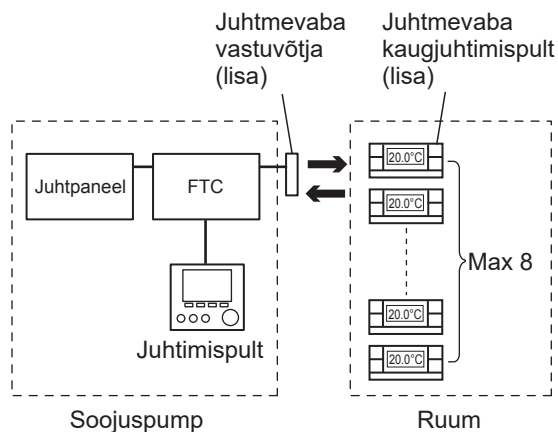 Juhtmevaba
vastuvõtja
(lisa)
Juhtmevaba
kaugjuhtimispult
(lisa)
Juhtpaneel
FTC
Juhtimispult
20.0°C
20.0°C
20.0°C
20.0°C
Max 8
Soojuspump
Ruum